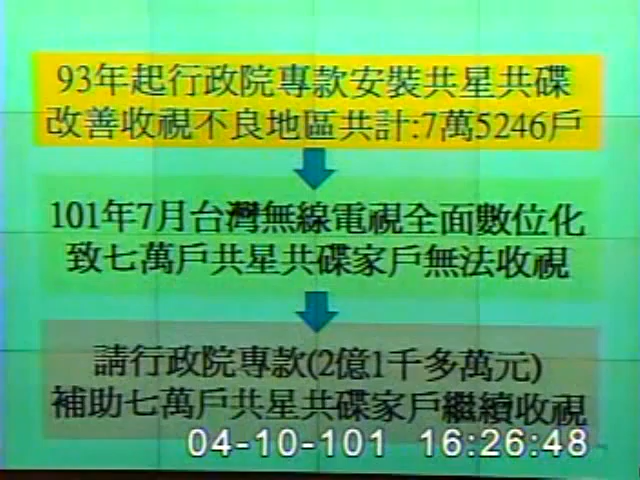 93年起行政院專款安裝共星共碟
改善收視不良地區共計:7萬5246戶
101年7月台灣無線電視全面數位化
致七萬戶共星共碟家戶無法收視
請行政院專款(2億1千多萬元)
補助七萬戶共星共碟家戶繼續收視
04-10-101 16:26:48